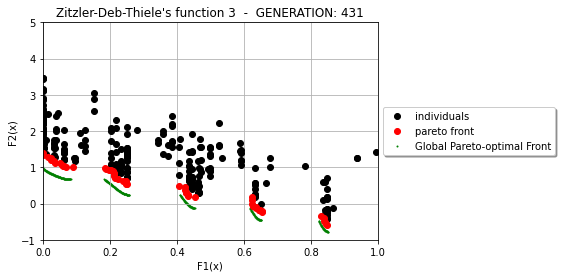 Zitzler-Deb-Thiele's function 3 - GENERATION: 431
5
4
3
2
1
0
−1
F2(x)
0.0 0.2 0.4 0.6 0.8 1.0
F1(x)
individuals
pareto front
Global Pareto-optimal Front